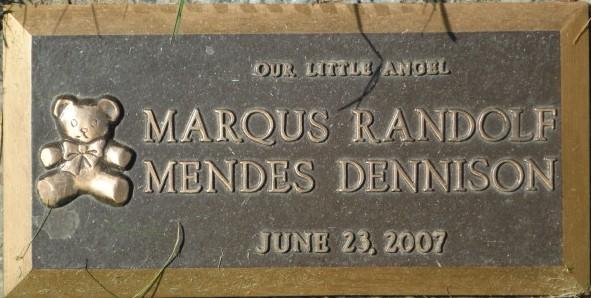 OUR LITTLE ANGEL
MARQUS RANDOLF
MENDES DENNISON
JUNE 23, 2007